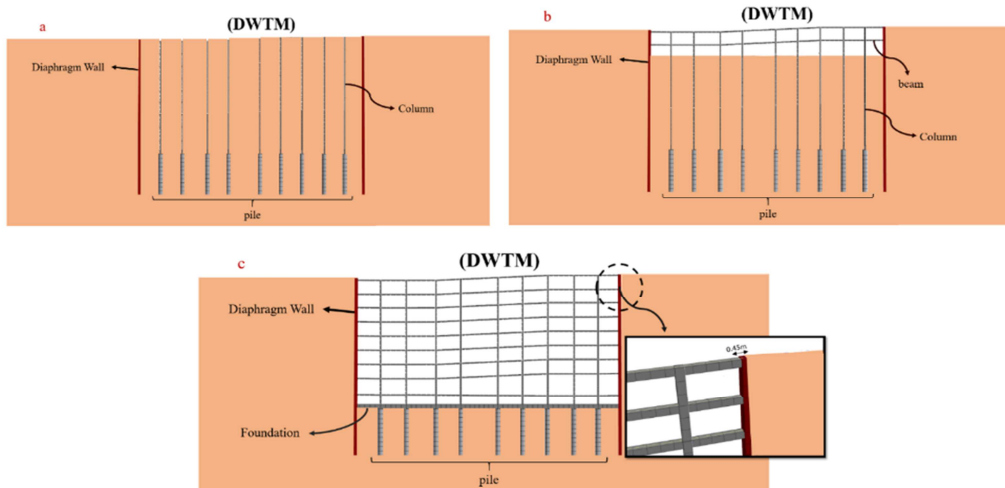 a
(DWTM)
Diaphragm Wall
Column
pile
b
(DWTM)
Diaphragm Wall
beam
Column
pile
c
(DWTM)
Diaphragm Wall
0.45m
Foundation
pile